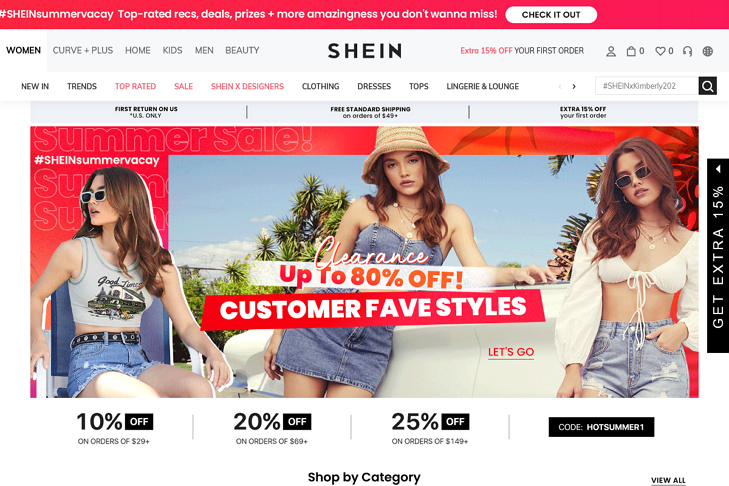 #SHEINsummervacay Top-rated recs, deals, prizes + more amazingness you don't wanna miss! CHECK IT OUT
WOMEN CURVE + PLUS HOME KIDS MEN BEAUTY SHEIN Extra 15% OFF YOUR FIRST ORDER 0 0
NEW IN TRENDS TOP RATED SALE SHEIN X DESIGNERS CLOTHING DRESSES TOPS LINGERIE & LOUNGE #SHEINxKimberly202
FIRST RETURN ON US FREE STANDARD SHIPPING EXTRA 15% OFF
*U.S. ONLY on orders of $49+ your first order
Summer Sale!
#SHEINsummervacay
Good Times
Clearance
Up To 80% OFF!
CUSTOMER FAVE STYLES
LET'S GO
GET EXTRA 15%
10% OFF 20% OFF 25% OFF CODE: HOTSUMMER1
ON ORDERS OF $29+ ON ORDERS OF $69+ ON ORDERS OF $149+
Shop by Category
VIEW ALL